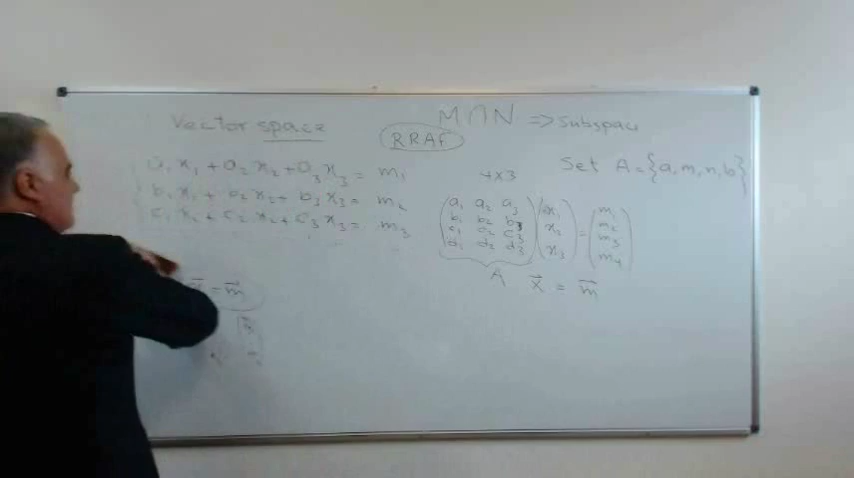 Vector space
M∩N => Subspace
RRAF
Set A={a,m,n,b}
a₁x₁+a₂x₂+a₃x₃=m₁
b₁x₁+b₂x₂+b₃x₃=m₂
c₁x₁+c₂x₂+c₃x₃=m₃
4x3
a₁ a₂ a₃ x₁ m₁
b₁ b₂ b₃ x₂ = m₂
c₁ c₂ c₃ x₃ m₃
d₁ d₂ d₃ m₄
A x⃗ = m⃗
x⃗=m⃗